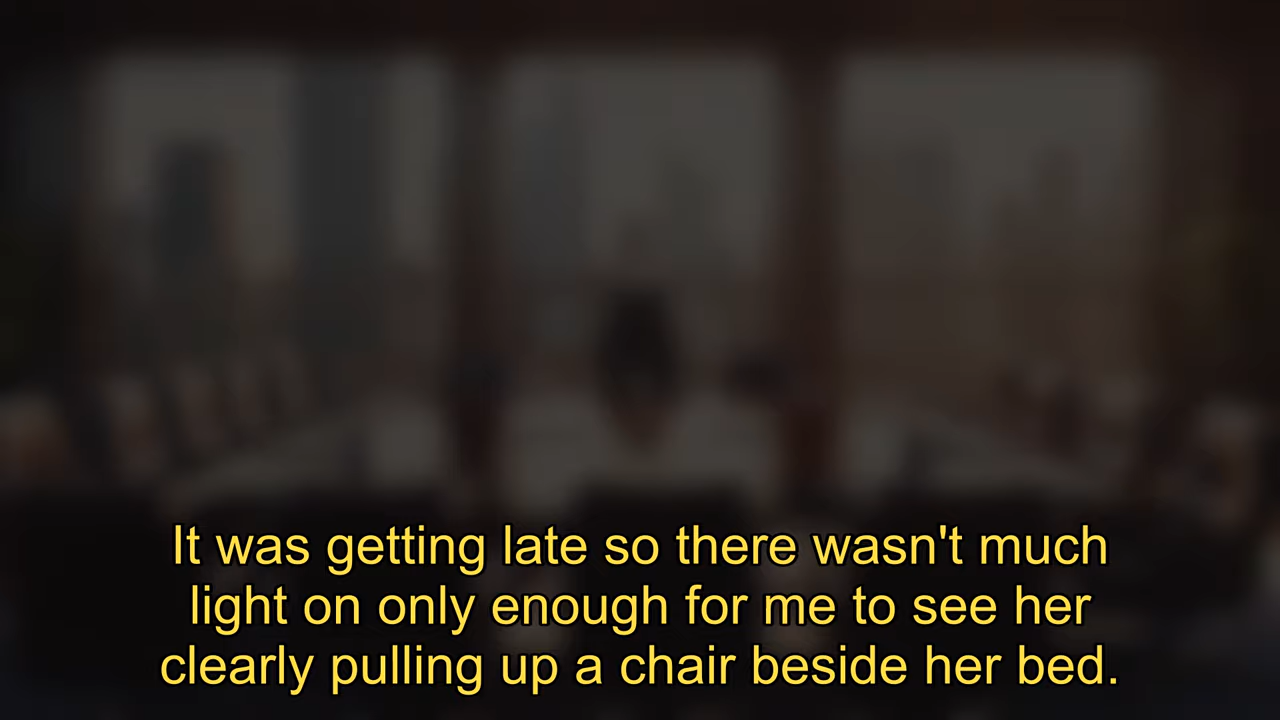 It was getting late so there wasn't much
light on only enough for me to see her
clearly pulling up a chair beside her bed.